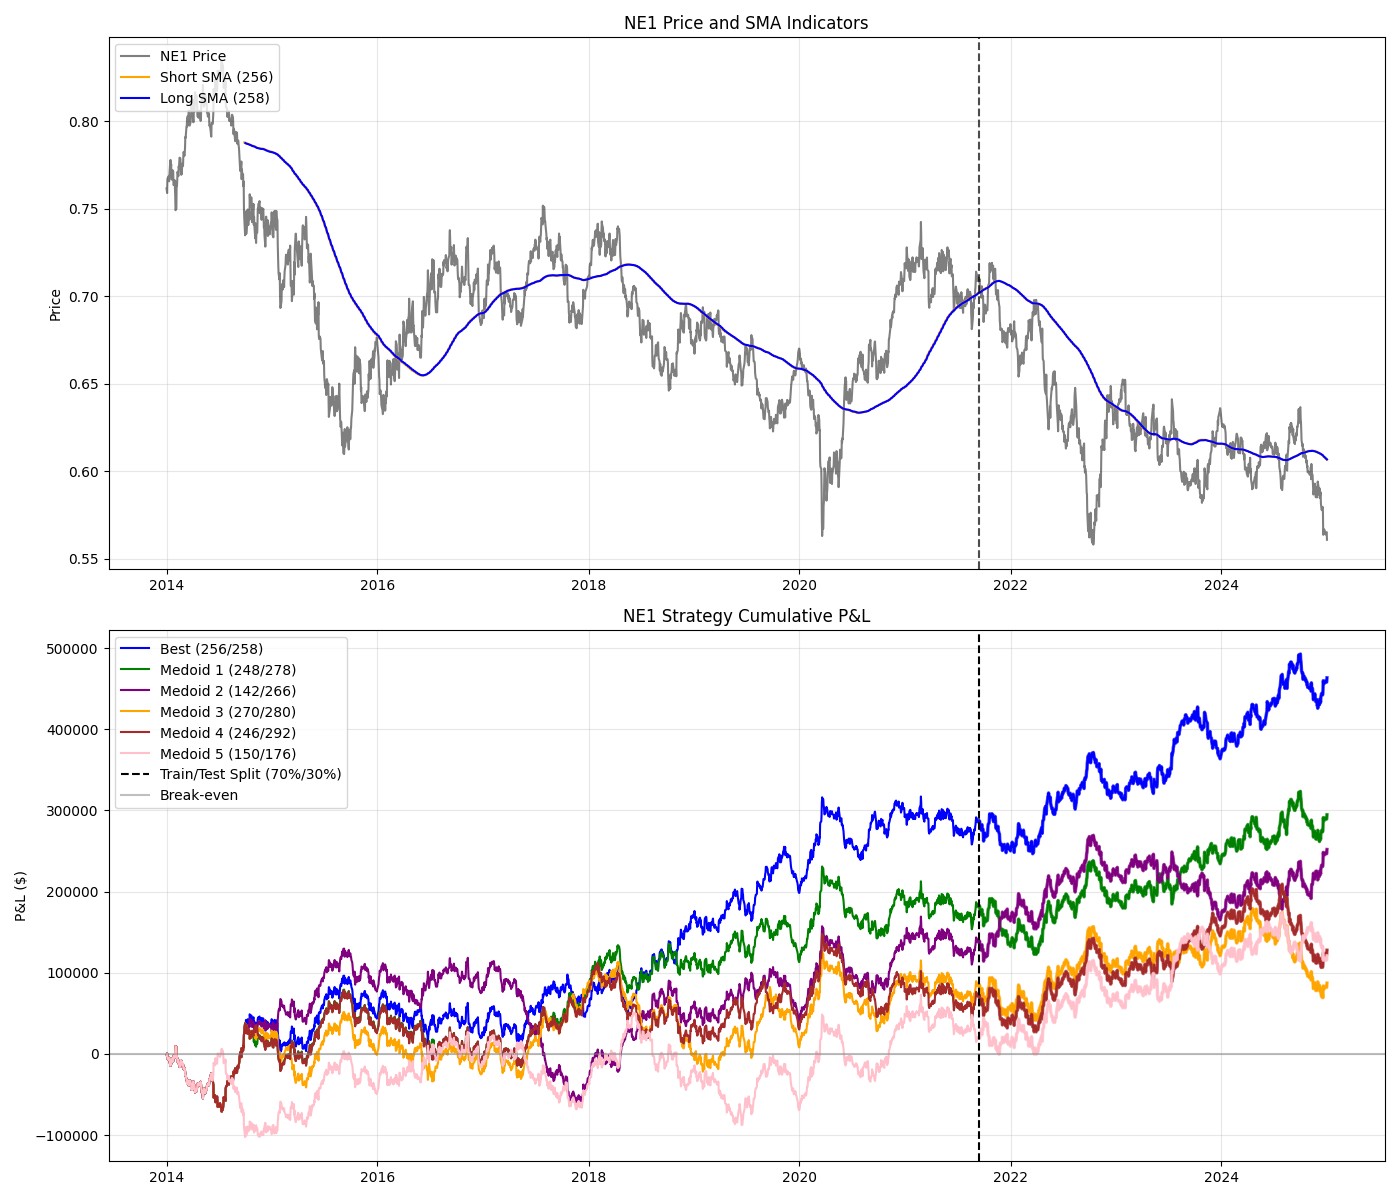 NE1 Price and SMA Indicators
NE1 Price
Short SMA (256)
Long SMA (258)
Price
0.80
0.75
0.70
0.65
0.60
0.55
2014
2016
2018
2020
2022
2024
NE1 Strategy Cumulative P&L
Best (256/258)
Medoid 1 (248/278)
Medoid 2 (142/266)
Medoid 3 (270/280)
Medoid 4 (246/292)
Medoid 5 (150/176)
Train/Test Split (70%/30%)
Break-even
P&L ($)
500000
400000
300000
200000
100000
0
−100000
2014
2016
2018
2020
2022
2024